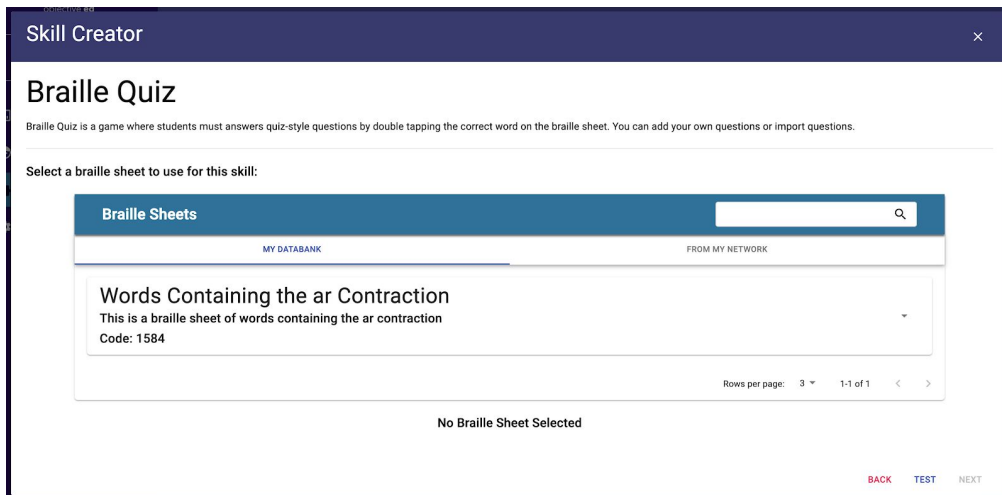 objective ed
Skill Creator
Braille Quiz
Braille Quiz is a game where students must answers quiz-style questions by double tapping the correct word on the braille sheet. You can add your own questions or import questions.
Select a braille sheet to use for this skill:
Braille Sheets
MY DATABANK FROM MY NETWORK
Words Containing the ar Contraction
This is a braille sheet of words containing the ar contraction
Code: 1584
Rows per page: 3 1-1 of 1
No Braille Sheet Selected
BACK TEST NEXT